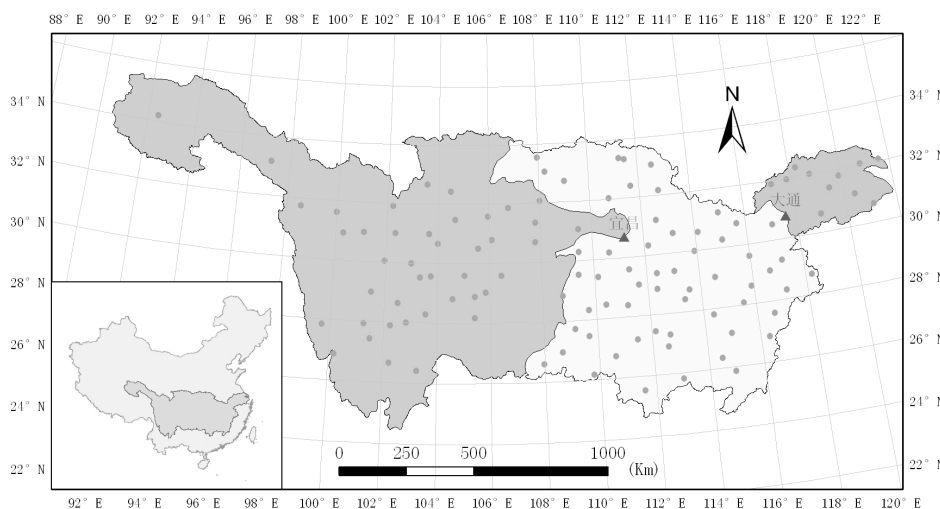 88° E 90° E 92° E 94° E 96° E 98° E 100° E 102° E 104° E 106° E 108° E 110° E 112° E 114° E 116° E 118° E 120° E 122° E
N
34° N 34° N
32° N 32° N
大通
30° N 30° N
宜昌
28° N 28° N
26° N 26° N
24° N 24° N
0 250 500 1000
(Km)
22° N 22° N
92° E 94° E 96° E 98° E 100° E 102° E 104° E 106° E 108° E 110° E 112° E 114° E 116° E 118° E 120° E